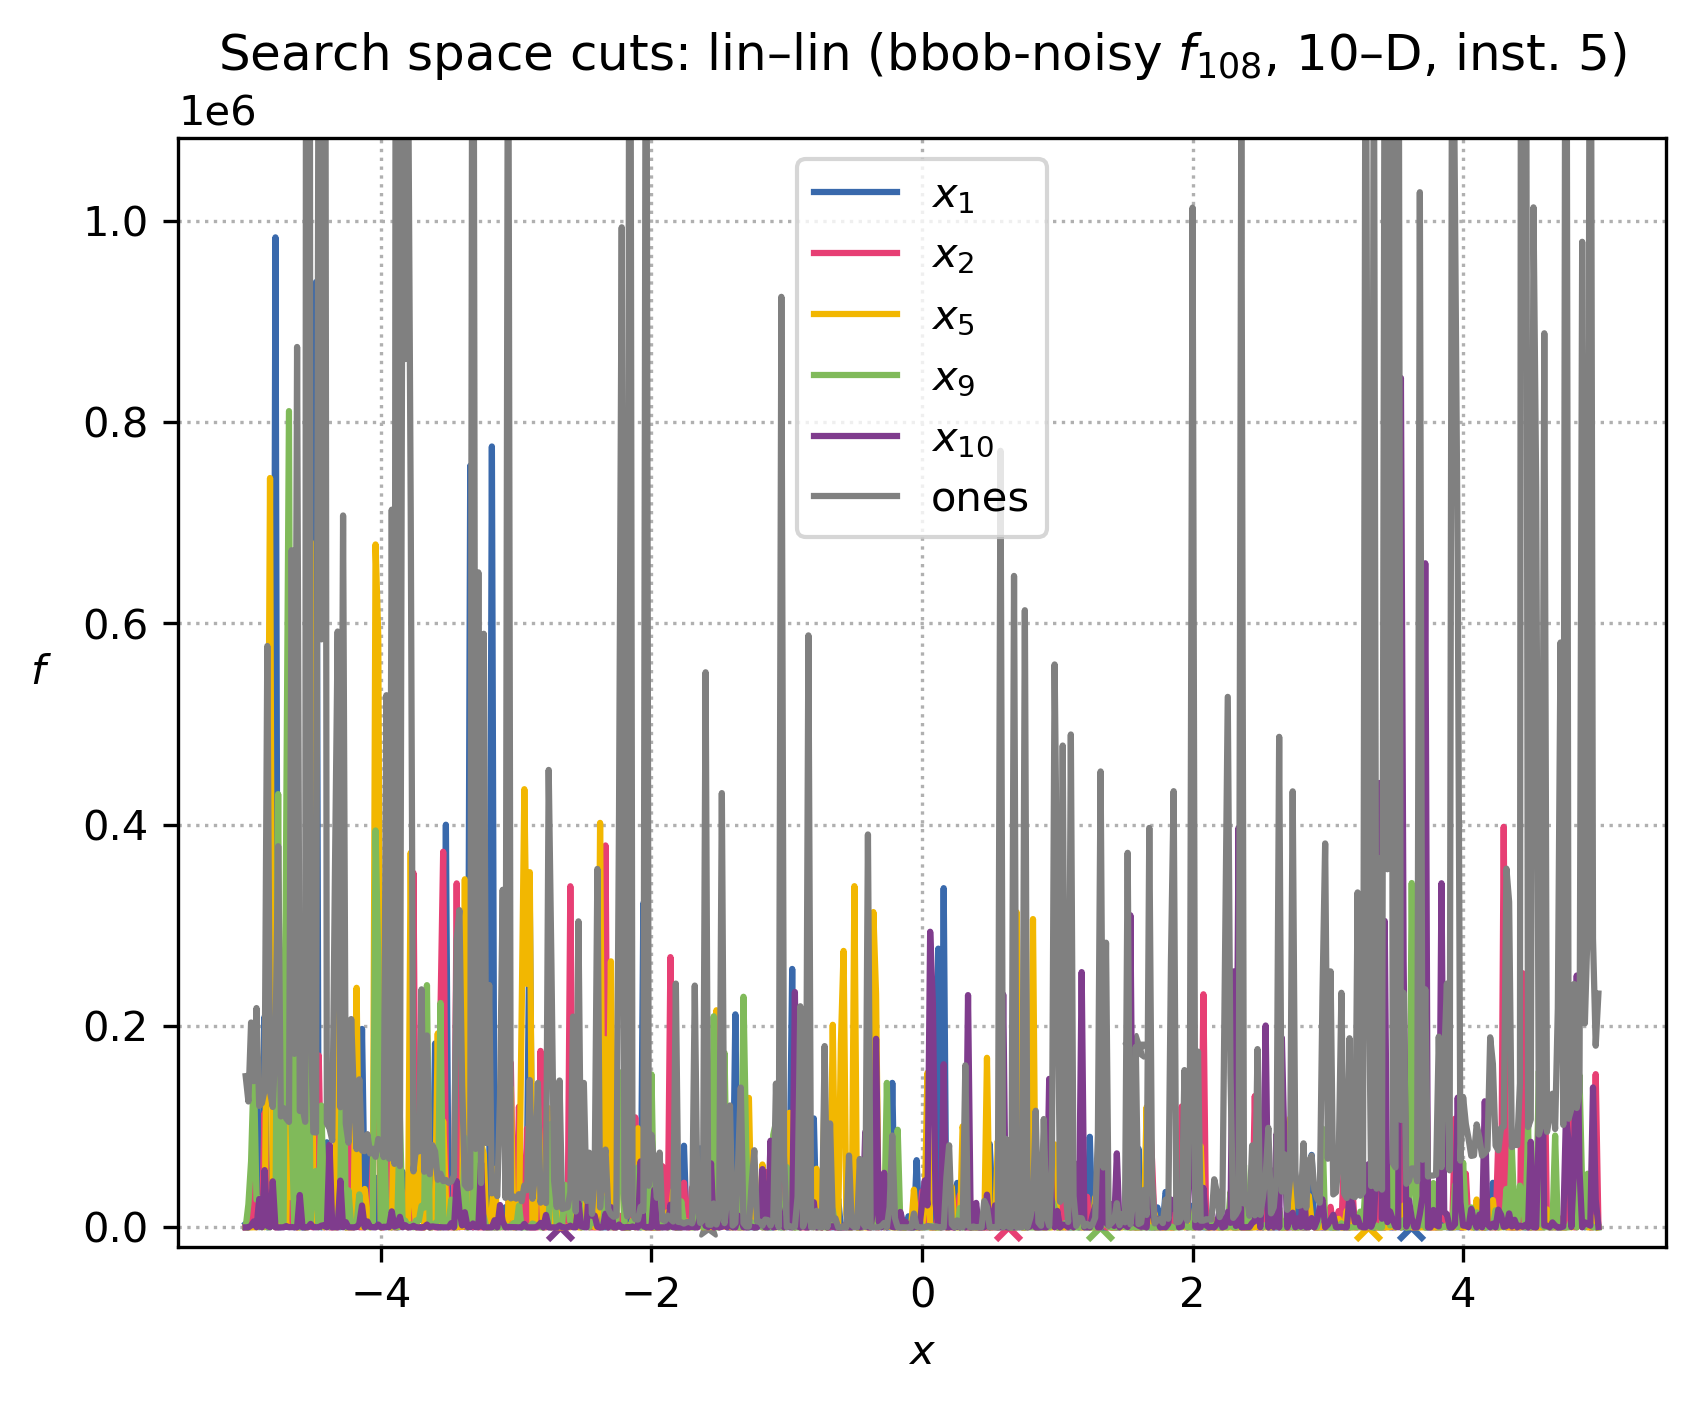 Search space cuts: lin–lin (bbob-noisy f₁₀₈, 10–D, inst. 5)
1e6
1.0
0.8
0.6
0.4
0.2
0.0
f
x₁
x₂
x₅
x₉
x₁₀
ones
−4 −2 0 2 4
x